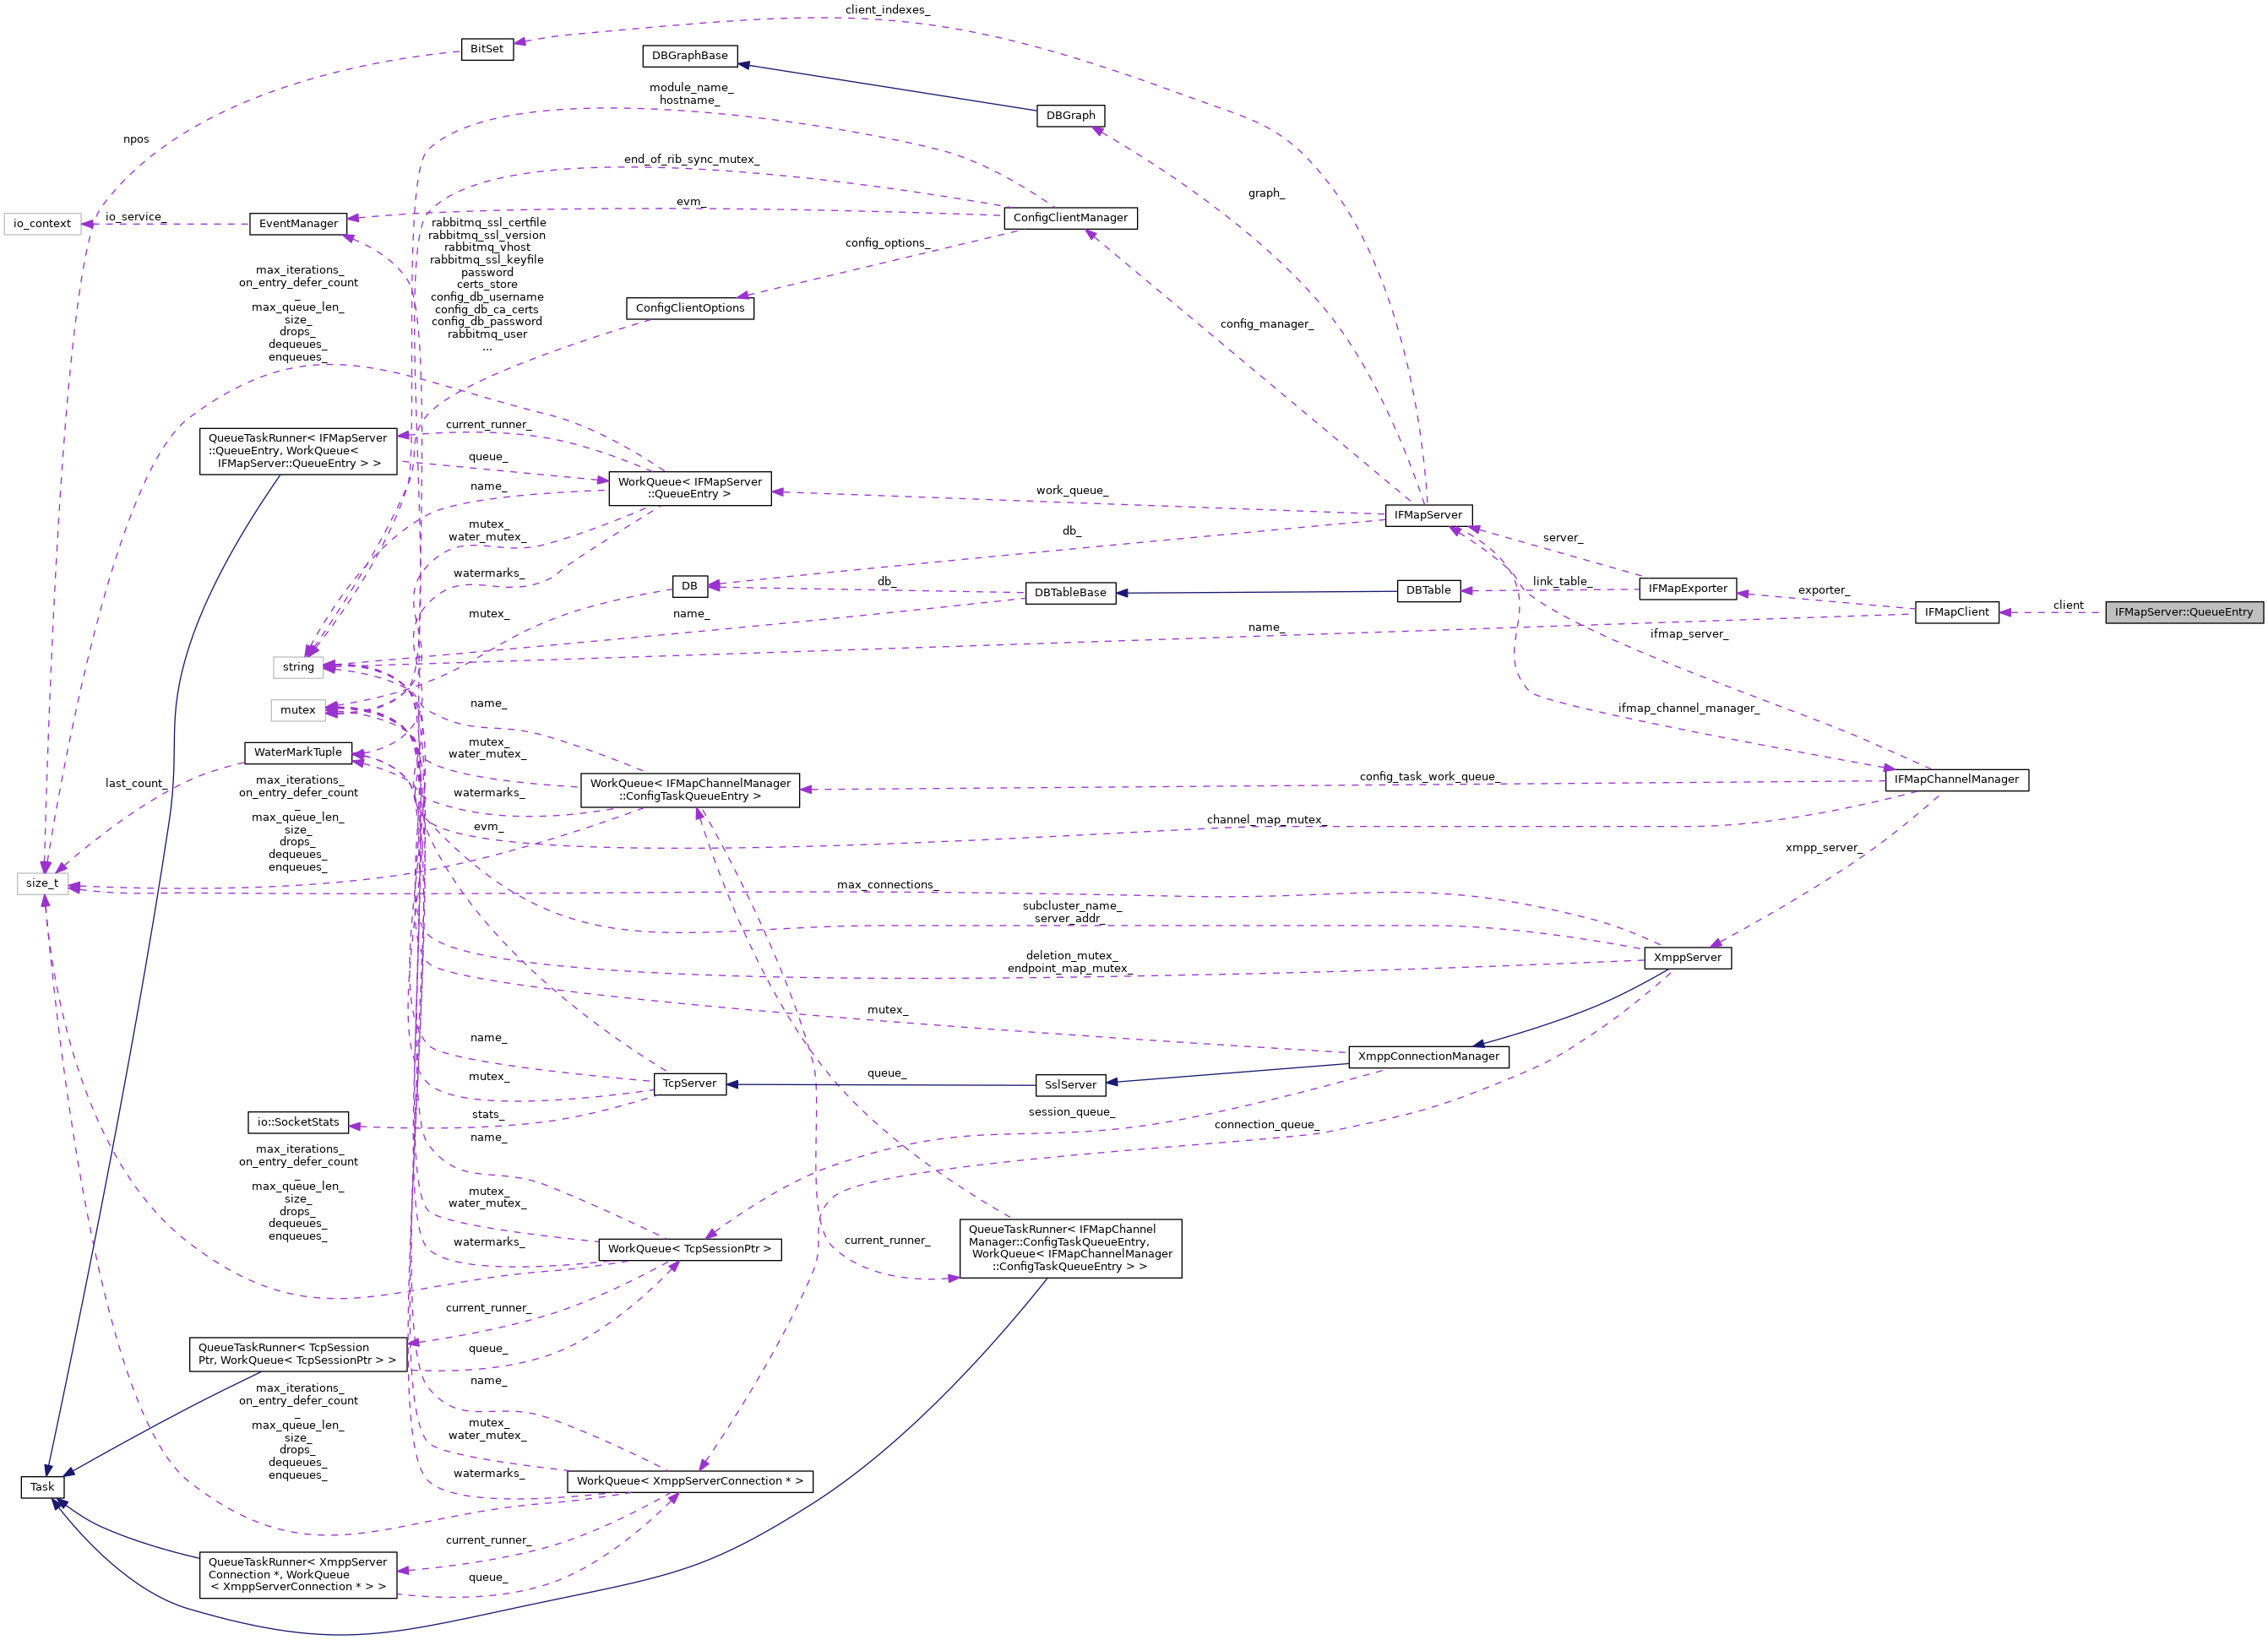 client_indexes_
BitSet
DBGraphBase
module_name_
hostname_
DBGraph
npos
end_of_rib_sync_mutex_
graph_
evm_
io_context
io_service_
EventManager
ConfigClientManager
rabbitmq_ssl_certfile
rabbitmq_ssl_version
rabbitmq_vhost
rabbitmq_ssl_keyfile
password
certs_store
config_db_username
config_db_ca_certs
config_db_password
rabbitmq_user
...
config_options_
max_iterations_
on_entry_defer_count
_
max_queue_len_
size_
drops_
dequeues_
enqueues_
ConfigClientOptions
config_manager_
current_runner_
QueueTaskRunner< IFMapServer
::QueueEntry, WorkQueue<
IFMapServer::QueueEntry > >
queue_
name_
WorkQueue< IFMapServer
::QueueEntry >
work_queue_
IFMapServer
mutex_
water_mutex_
db_
server_
watermarks_
DB
db_
DBTableBase
DBTable
link_table_
IFMapExporter
exporter_
IFMapClient
client
IFMapServer::QueueEntry
mutex_
name_
name_
ifmap_server_
string
mutex
name_
ifmap_channel_manager_
WaterMarkTuple
mutex_
water_mutex_
last_count_
max_iterations_
on_entry_defer_count
_
max_queue_len_
size_
drops_
dequeues_
enqueues_
watermarks_
WorkQueue< IFMapChannelManager
::ConfigTaskQueueEntry >
config_task_work_queue_
IFMapChannelManager
evm_
channel_map_mutex_
xmpp_server_
size_t
max_connections_
subcluster_name_
server_addr_
deletion_mutex_
endpoint_map_mutex_
XmppServer
mutex_
name_
XmppConnectionManager
mutex_
TcpServer
queue_
SslServer
stats_
io::SocketStats
session_queue_
connection_queue_
name_
max_iterations_
on_entry_defer_count
_
max_queue_len_
size_
drops_
dequeues_
enqueues_
mutex_
water_mutex_
watermarks_
WorkQueue< TcpSessionPtr >
current_runner_
QueueTaskRunner< IFMapChannel
Manager::ConfigTaskQueueEntry,
WorkQueue< IFMapChannelManager
::ConfigTaskQueueEntry > >
current_runner_
QueueTaskRunner< TcpSession
Ptr, WorkQueue< TcpSessionPtr > >
queue_
name_
max_iterations_
on_entry_defer_count
_
max_queue_len_
size_
drops_
dequeues_
enqueues_
mutex_
water_mutex_
watermarks_
WorkQueue< XmppServerConnection * >
Task
current_runner_
QueueTaskRunner< XmppServer
Connection *, WorkQueue
< XmppServerConnection * > >
queue_